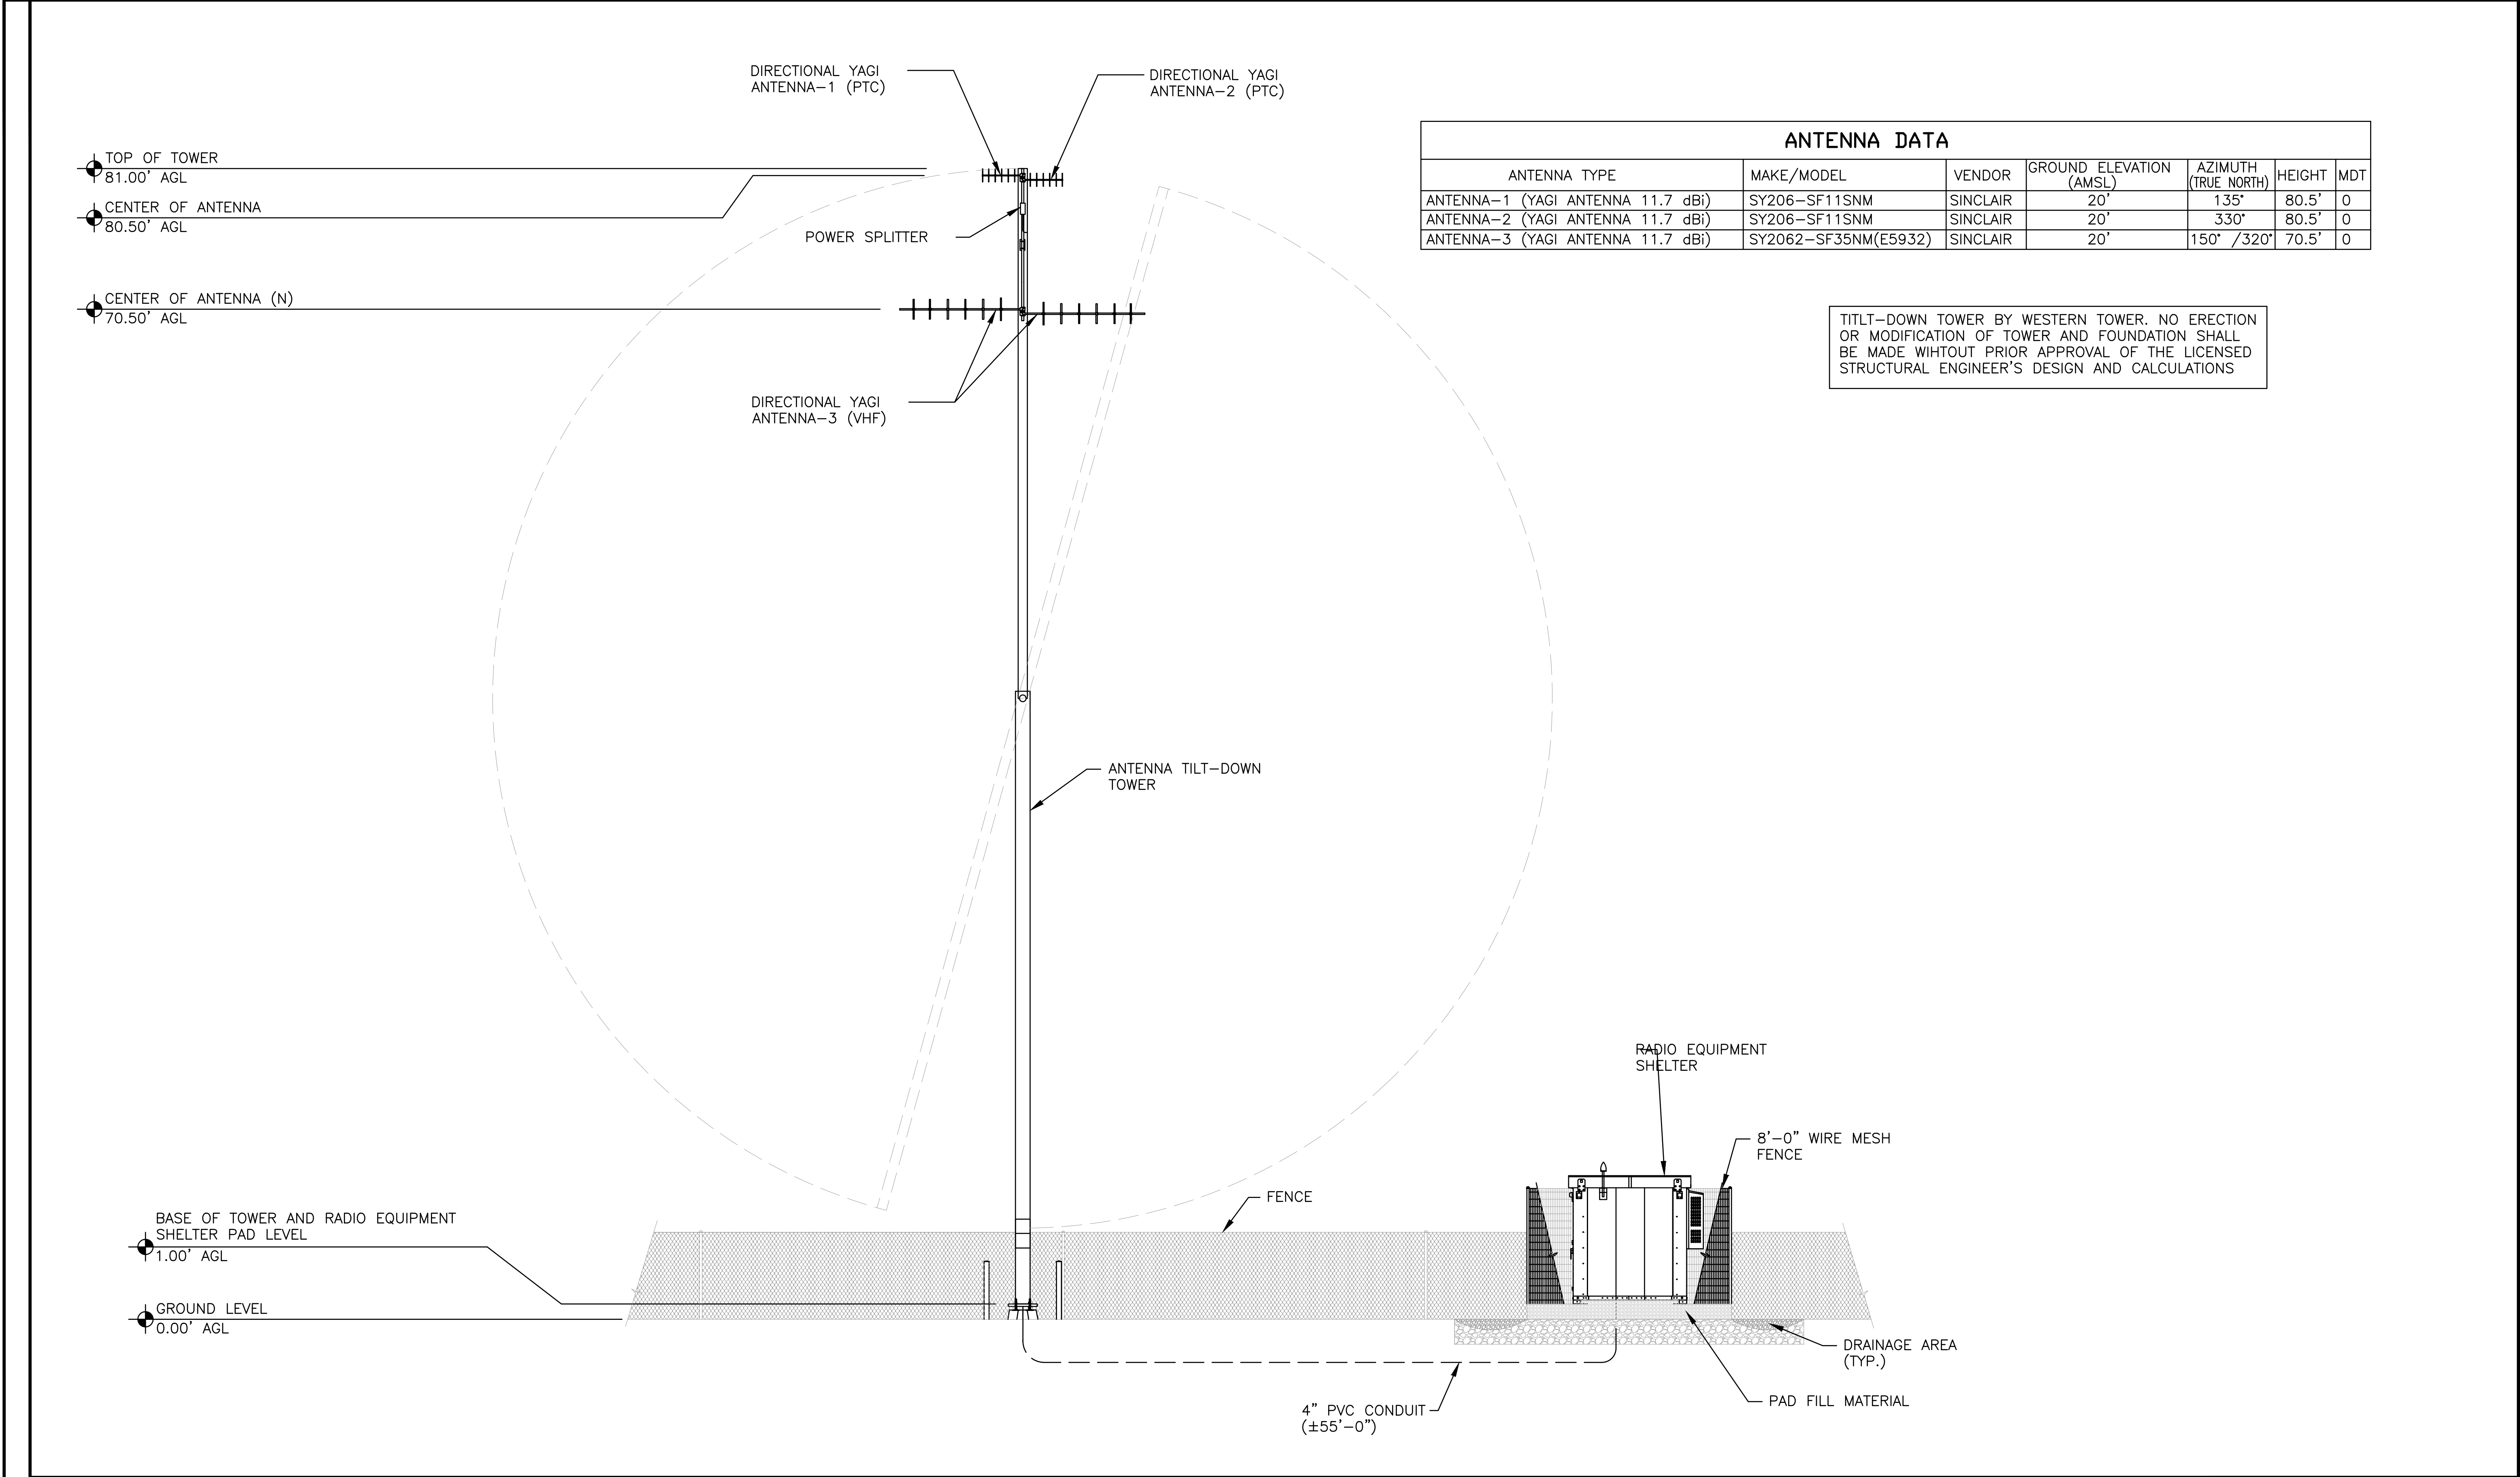 DIRECTIONAL YAGI
ANTENNA-1 (PTC)
DIRECTIONAL YAGI
ANTENNA-2 (PTC)
TOP OF TOWER
81.00' AGL
CENTER OF ANTENNA
80.50' AGL
POWER SPLITTER
CENTER OF ANTENNA (N)
70.50' AGL
DIRECTIONAL YAGI
ANTENNA-3 (VHF)
ANTENNA DATA
ANTENNA TYPE MAKE/MODEL VENDOR GROUND ELEVATION (AMSL) AZIMUTH (TRUE NORTH) HEIGHT MDT
ANTENNA-1 (YAGI ANTENNA 11.7 dBi) SY206-SF11SNM SINCLAIR 20' 135° 80.5' 0
ANTENNA-2 (YAGI ANTENNA 11.7 dBi) SY206-SF11SNM SINCLAIR 20' 330° 80.5' 0
ANTENNA-3 (YAGI ANTENNA 11.7 dBi) SY2062-SF35NM(E5932) SINCLAIR 20' 150° /320° 70.5' 0
TITLT-DOWN TOWER BY WESTERN TOWER. NO ERECTION
OR MODIFICATION OF TOWER AND FOUNDATION SHALL
BE MADE WIHTOUT PRIOR APPROVAL OF THE LICENSED
STRUCTURAL ENGINEER'S DESIGN AND CALCULATIONS
ANTENNA TILT-DOWN
TOWER
RADIO EQUIPMENT
SHELTER
8'-0" WIRE MESH
FENCE
FENCE
BASE OF TOWER AND RADIO EQUIPMENT
SHELTER PAD LEVEL
1.00' AGL
GROUND LEVEL
0.00' AGL
DRAINAGE AREA
(TYP.)
PAD FILL MATERIAL
4" PVC CONDUIT
(±55'-0")